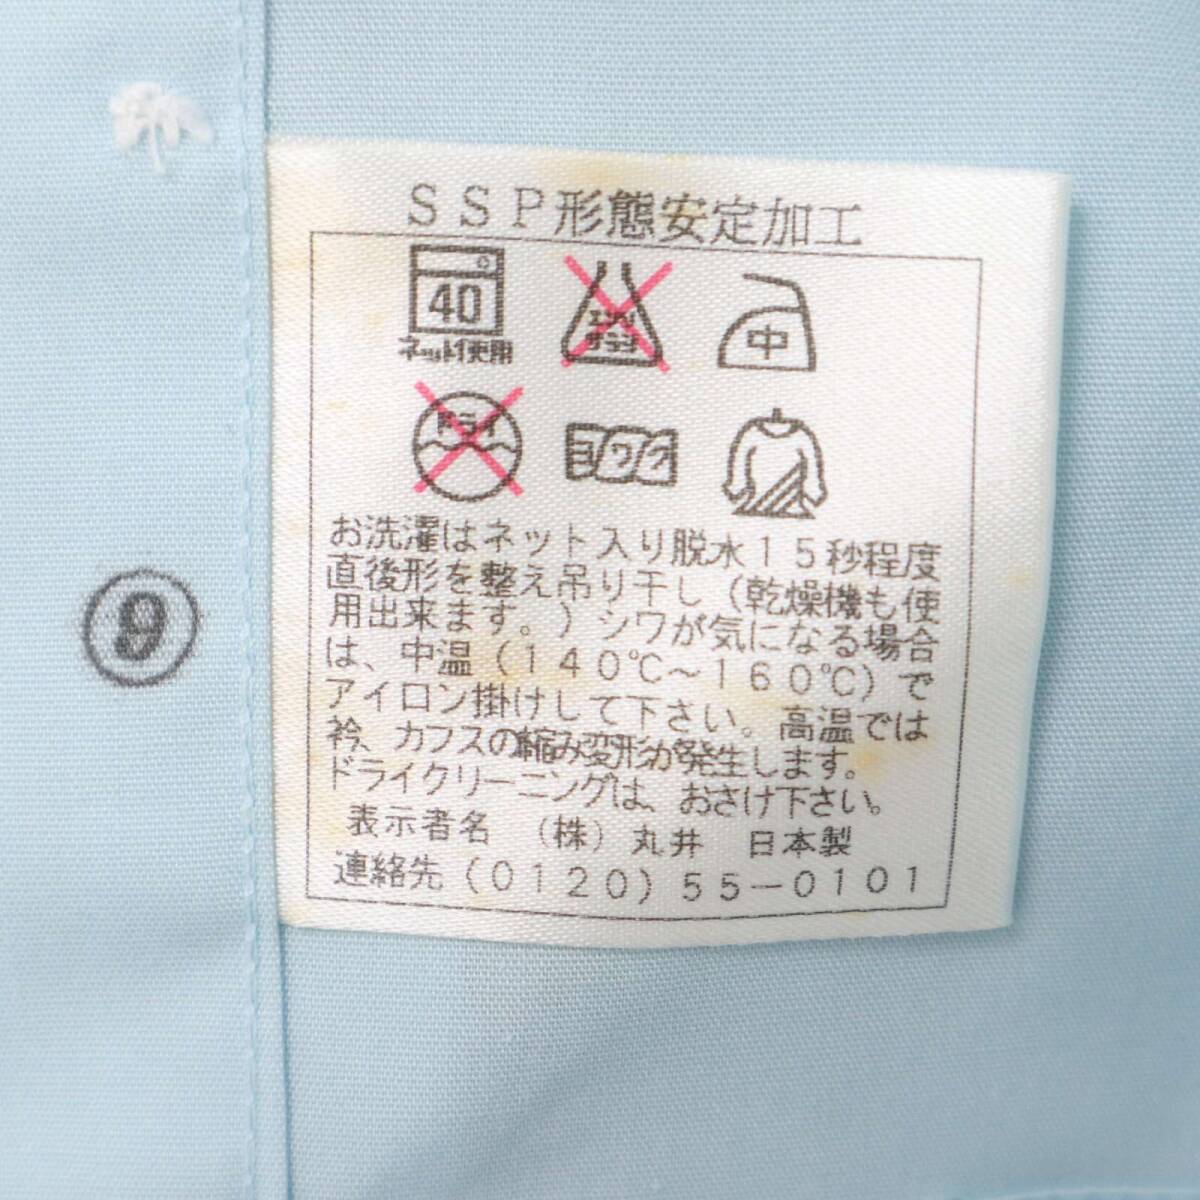 SSP形態安定加工
40
ネット使用
エンソ
サラシ
中
ドライ
ヨワク
お洗濯はネット入り脱水15秒程度
直後形を整え吊り干し(乾燥機も使
用出来ます。)シワが気になる場合
は、中温(140℃～160℃)で
アイロン掛けして下さい。高温では
衿、カフスの縮み変形が発生します。
ドライクリーニングは、おさけ下さい。
表示者名 (株)丸井 日本製
連絡先(0120)55-0101
9